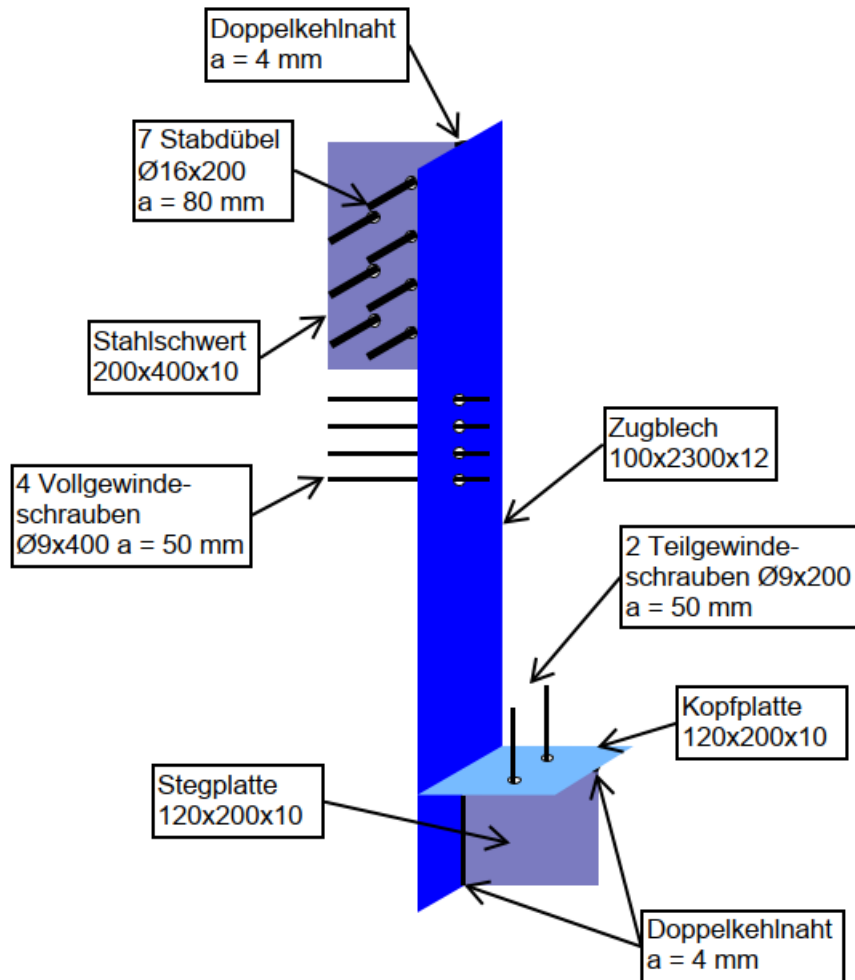 Doppelkehlnaht
a = 4 mm
7 Stabdübel
Ø16x200
a = 80 mm
Stahlschwert
200x400x10
4 Vollgewinde-
schrauben
Ø9x400 a = 50 mm
Zugblech
100x2300x12
2 Teilgewinde-
schrauben Ø9x200
a = 50 mm
Kopfplatte
120x200x10
Stegplatte
120x200x10
Doppelkehlnaht
a = 4 mm